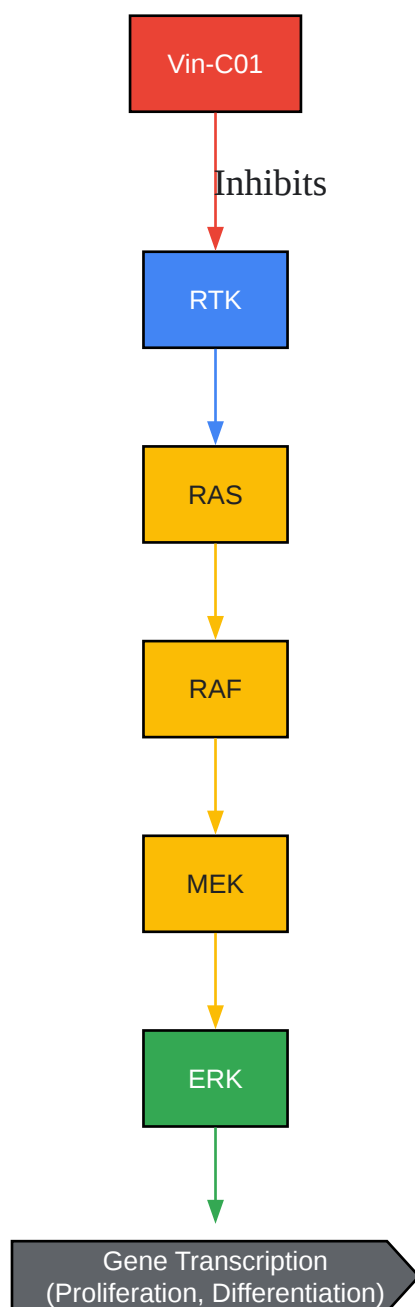 Vin-C01
Inhibits
RTK
RAS
RAF
MEK
ERK
Gene Transcription
(Proliferation, Differentiation)